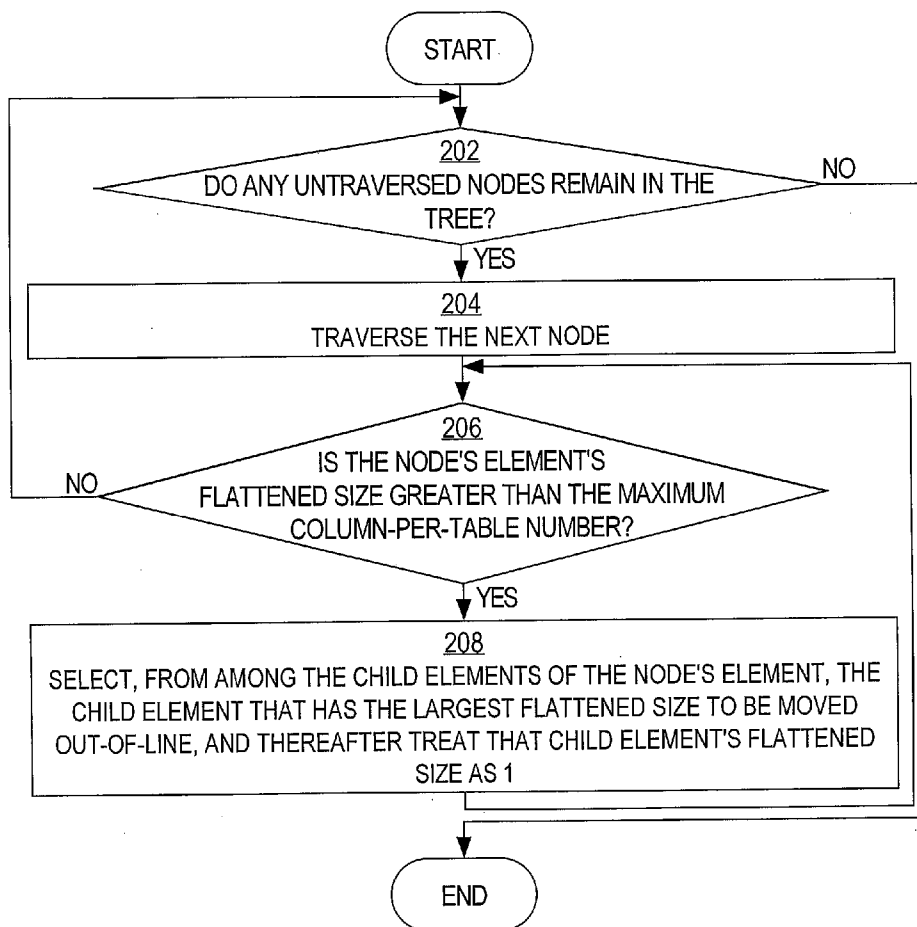 START
202
DO ANY UNTRAVERSED NODES REMAIN IN THE
TREE?
NO
YES
204
TRAVERSE THE NEXT NODE
206
IS THE NODE'S ELEMENT'S
FLATTENED SIZE GREATER THAN THE MAXIMUM
COLUMN-PER-TABLE NUMBER?
NO
YES
208
SELECT, FROM AMONG THE CHILD ELEMENTS OF THE NODE'S ELEMENT, THE
CHILD ELEMENT THAT HAS THE LARGEST FLATTENED SIZE TO BE MOVED
OUT-OF-LINE, AND THEREAFTER TREAT THAT CHILD ELEMENT'S FLATTENED
SIZE AS 1
END